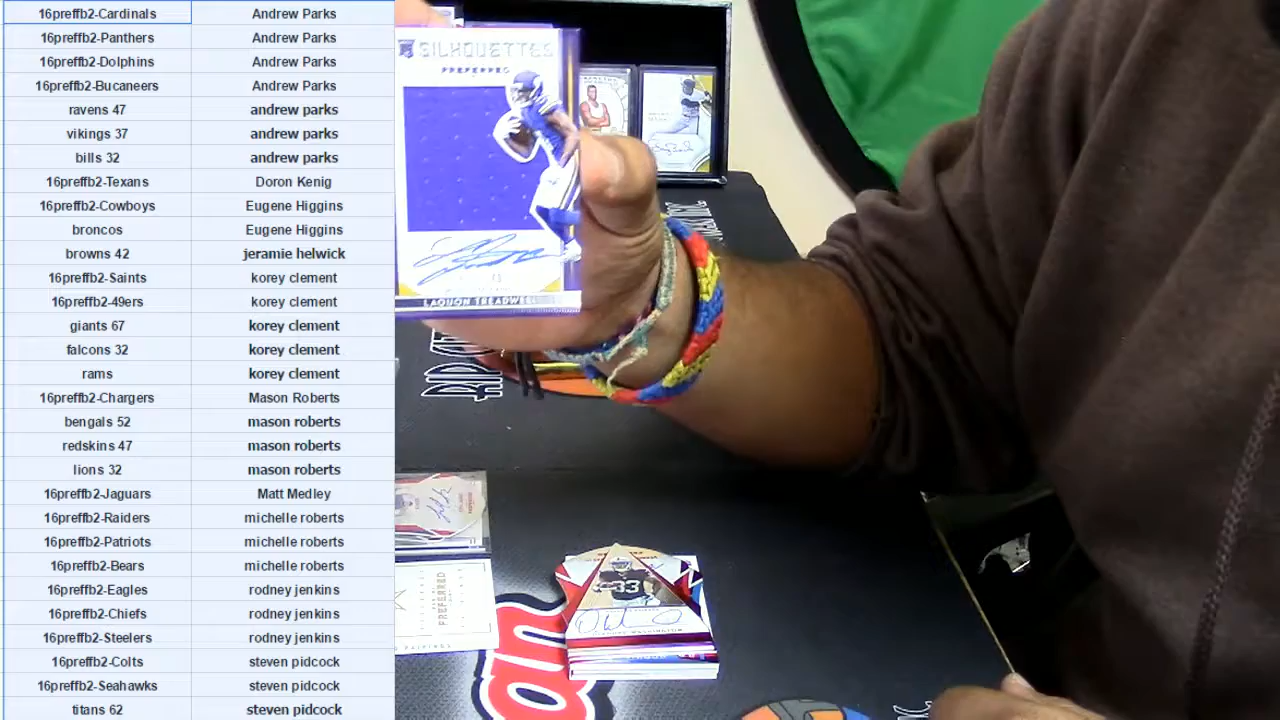 16preffb2-Cardinals Andrew Parks
16preffb2-Panthers Andrew Parks
16preffb2-Dolphins Andrew Parks
16preffb2-Bucaneers Andrew Parks
ravens 47 andrew parks
vikings 37 andrew parks
bills 32 andrew parks
16preffb2-Texans Doron Kenig
16preffb2-Cowboys Eugene Higgins
broncos Eugene Higgins
browns 42 jeramie helwick
16preffb2-Saints korey clement
16preffb2-49ers korey clement
giants 67 korey clement
falcons 32 korey clement
rams korey clement
16preffb2-Chargers Mason Roberts
bengals 52 mason roberts
redskins 47 mason roberts
lions 32 mason roberts
16preffb2-Jaguars Matt Medley
16preffb2-Raiders michelle roberts
16preffb2-Patriots michelle roberts
16preffb2-Bears michelle roberts
16preffb2-Eagles rodney jenkins
16preffb2-Chiefs rodney jenkins
16preffb2-Steelers rodney jenkins
16preffb2-Colts steven pidcock
16preffb2-Seahawks steven pidcock
titans 62 steven pidcock
SILHOUETTES
PREFERRED
LAQUON TREADWELL
RIP
PREFERRED
33
an